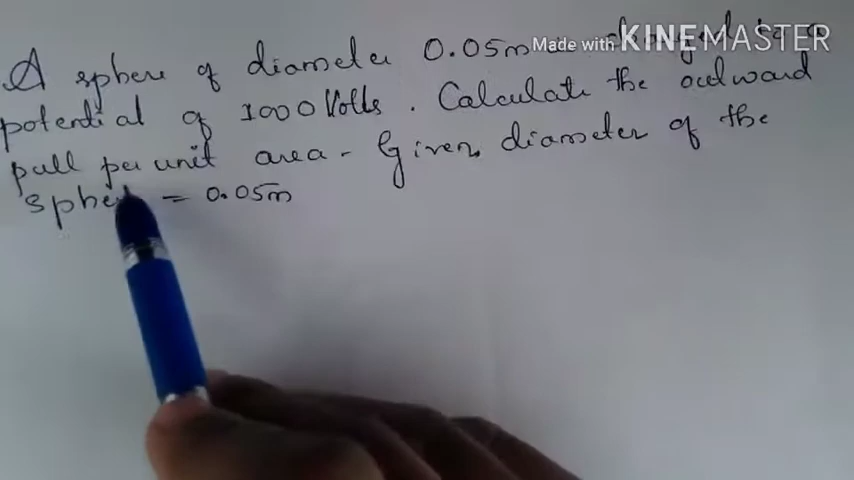 A sphere of diameter 0.05m Made with KINEMASTER a
potential of 1000 Volts. Calculate the outward
pull per unit area - Given diameter of the
sphere = 0.05m